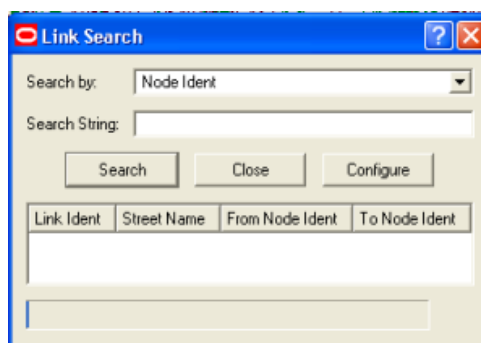 Link Search
Search by: Node Ident
Search String:
Search Close Configure
Link Ident Street Name From Node Ident To Node Ident